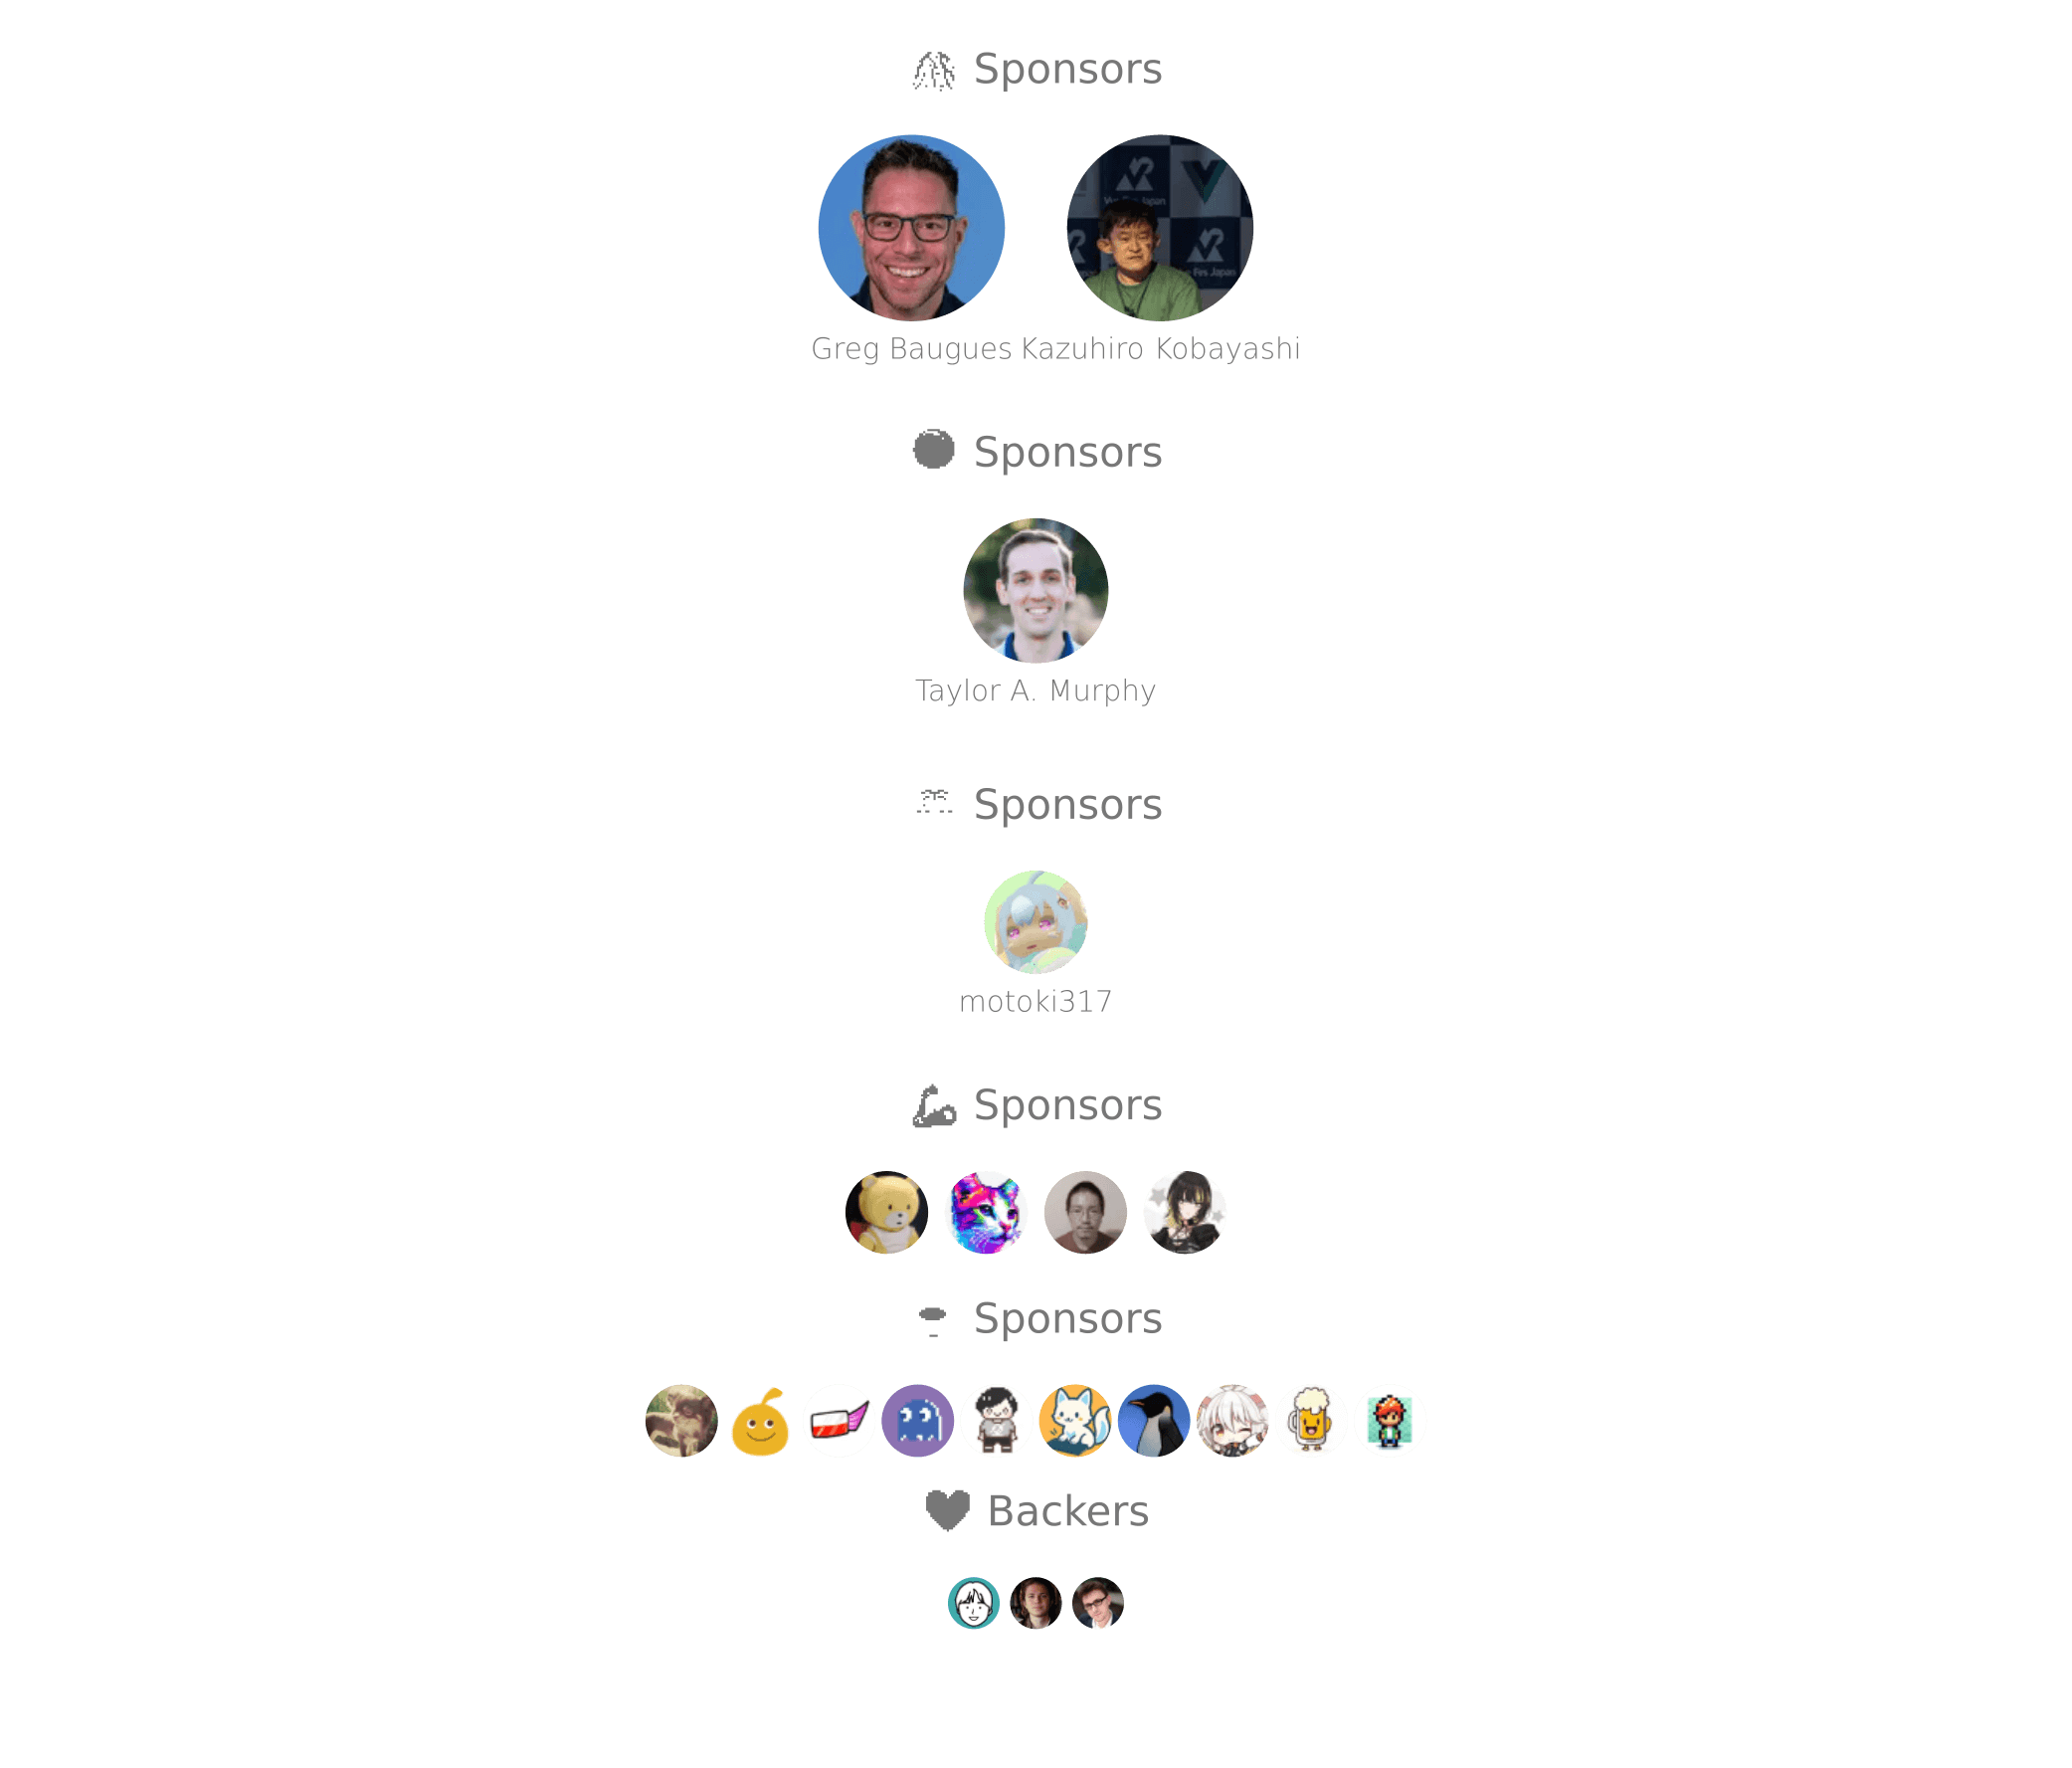 Sponsors
Greg Baugues Kazuhiro Kobayashi
Sponsors
Taylor A. Murphy
Sponsors
motoki317
Sponsors
Sponsors
Backers